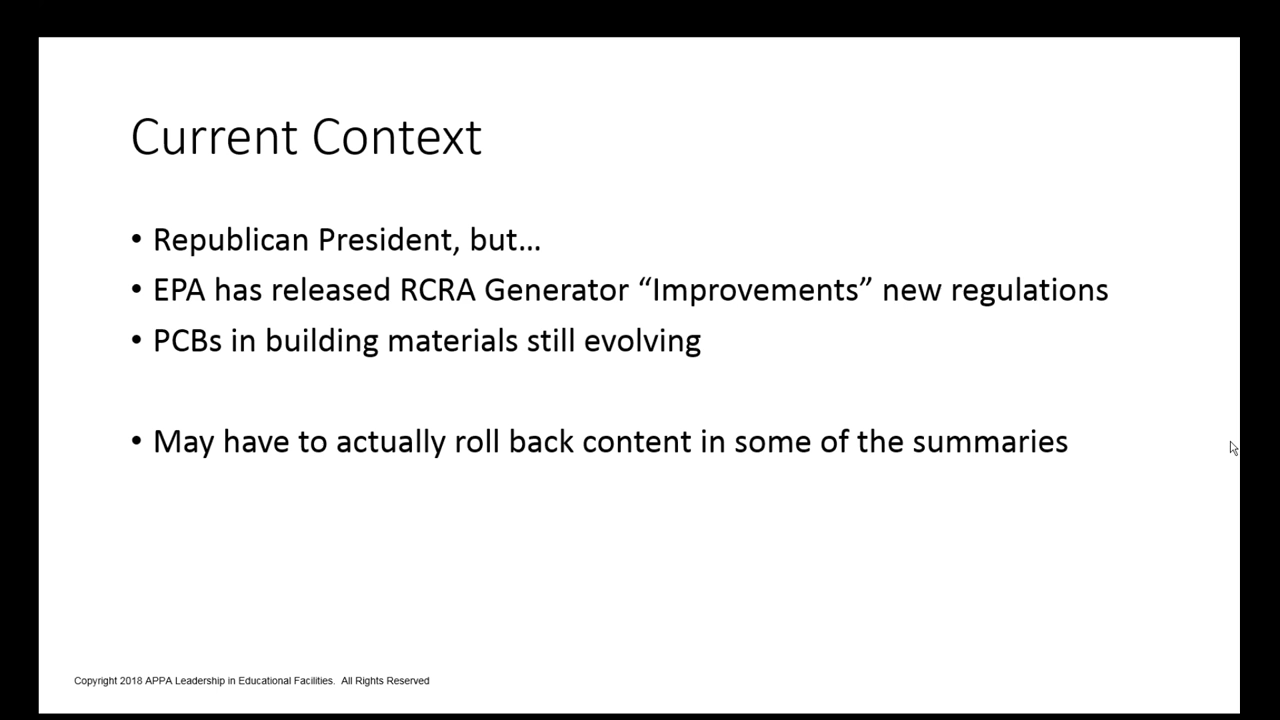 Current Context
• Republican President, but...
• EPA has released RCRA Generator “Improvements” new regulations
• PCBs in building materials still evolving
• May have to actually roll back content in some of the summaries
Copyright 2018 APPA Leadership in Educational Facilities. All Rights Reserved